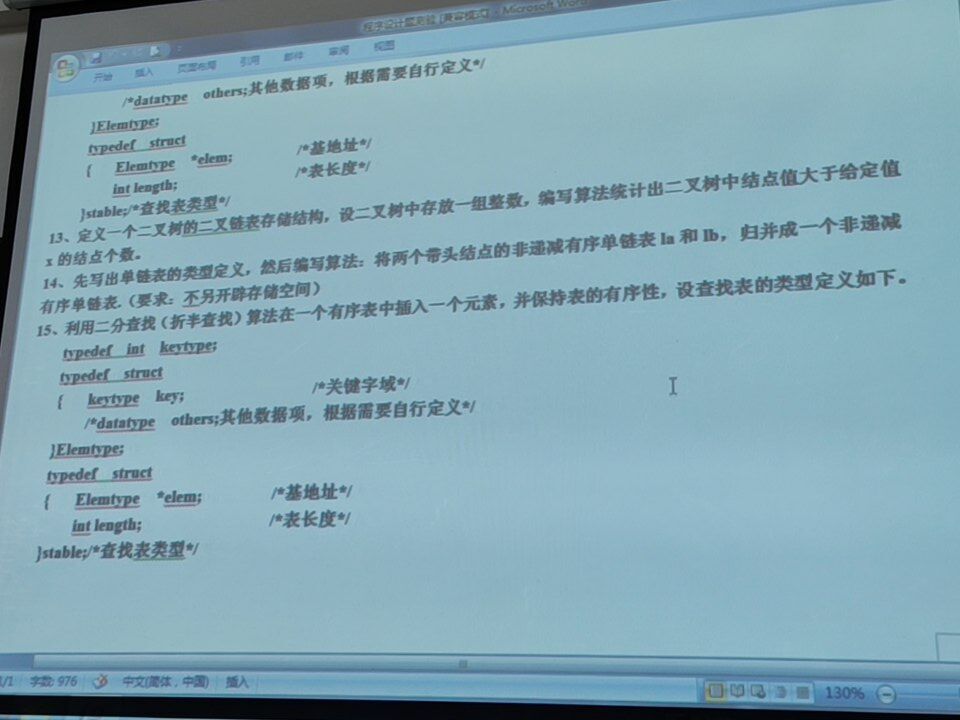 程序设计题测验 [兼容模式] - Microsoft Word
开始 插入 页面布局 引用 邮件 审阅 视图
/*datatype others;其他数据项，根据需要自行定义*/
}Elemtype;
typedef struct
{ Elemtype *elem; /*基地址*/
int length; /*表长度*/
}stable;/*查找表类型*/
13、定义一个二叉树的二叉链表存储结构，设二叉树中存放一组整数，编写算法统计出二叉树中结点值大于给定值
x 的结点个数。
14、先写出单链表的类型定义，然后编写算法：将两个带头结点的非递减有序单链表 la 和 lb，归并成一个非递减
有序单链表.（要求：不另开辟存储空间）
15、利用二分查找（折半查找）算法在一个有序表中插入一个元素，并保持表的有序性，设查找表的类型定义如下。
typedef int keytype;
typedef struct
{ keytype key; /*关键字域*/
/*datatype others;其他数据项，根据需要自行定义*/
}Elemtype;
typedef struct
{ Elemtype *elem; /*基地址*/
int length; /*表长度*/
}stable;/*查找表类型*/
1/1 字数: 976 中文(简体，中国) 插入 130%